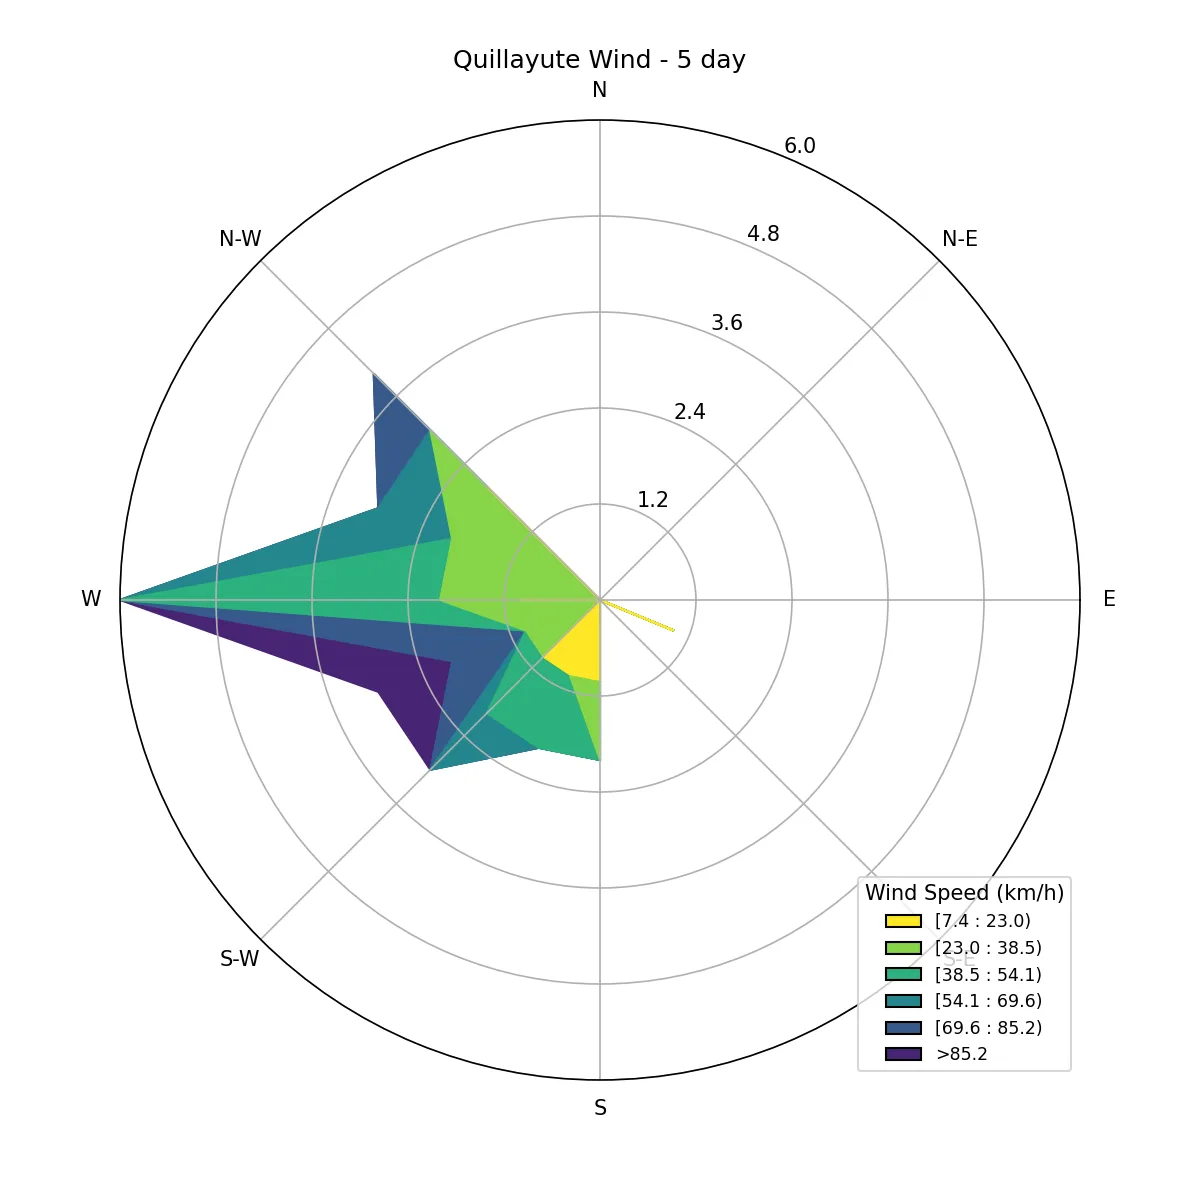 Quillayute Wind - 5 day
N
6.0
N-W
N-E
4.8
3.6
2.4
1.2
W
E
Wind Speed (km/h)
[7.4 : 23.0)
[23.0 : 38.5)
S-W
S-E
[38.5 : 54.1)
[54.1 : 69.6)
[69.6 : 85.2)
>85.2
S